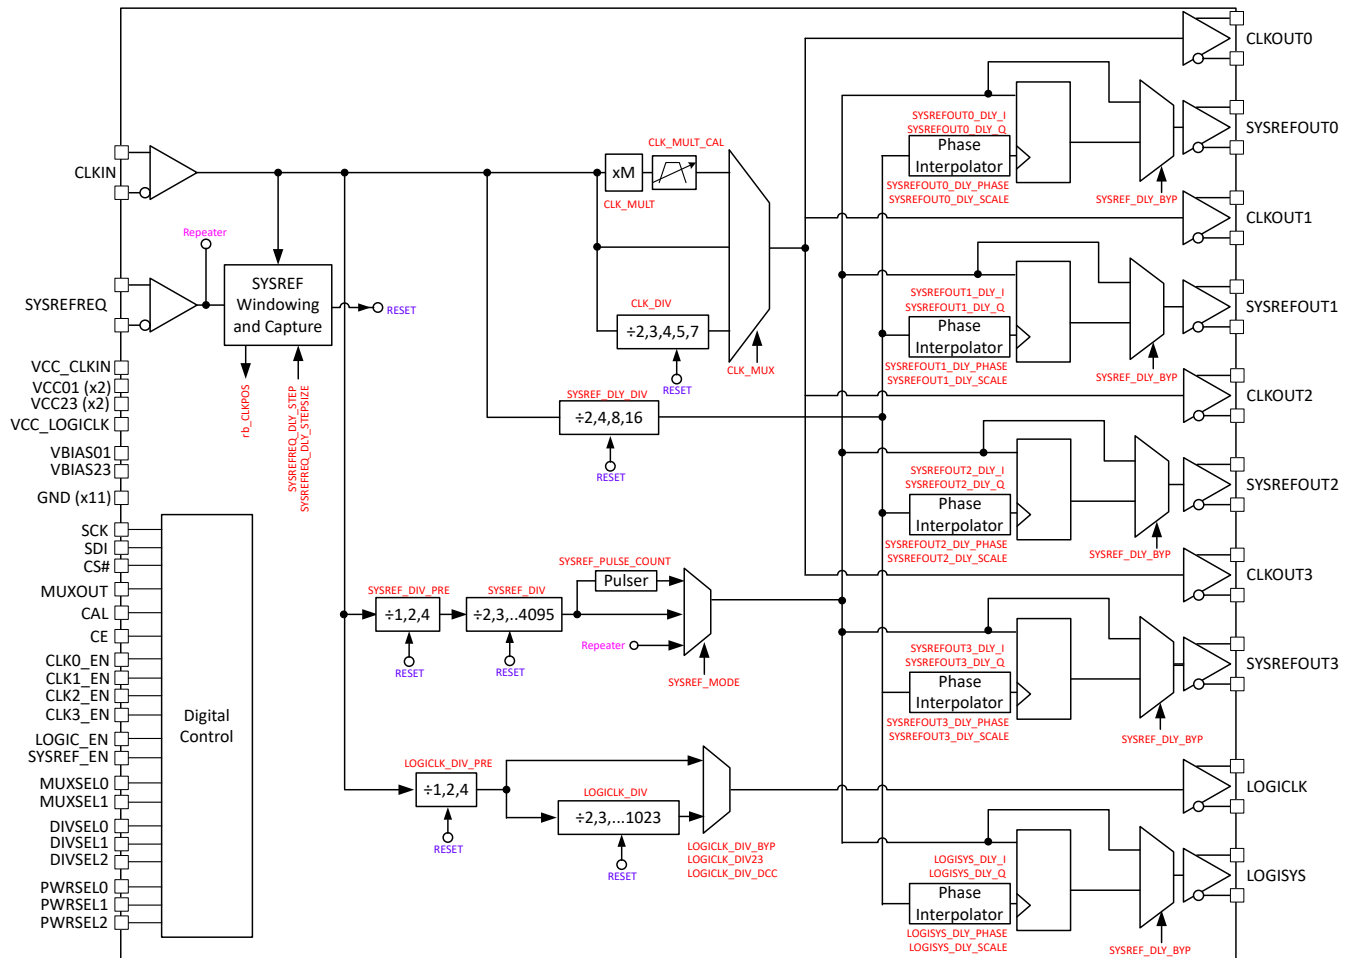 CLKIN
SYSREFREQ
VCC_CLKIN
VCC01 (x2)
VCC23 (x2)
VCC_LOGICLK
VBIAS01
VBIAS23
GND (x11)
SCK
SDI
CS#
MUXOUT
CAL
CE
CLK0_EN
CLK1_EN
CLK2_EN
CLK3_EN
LOGIC_EN
SYSREF_EN
MUXSEL0
MUXSEL1
DIVSEL0
DIVSEL1
DIVSEL2
PWRSEL0
PWRSEL1
PWRSEL2
Digital
Control
Repeater
SYSREF
Windowing
and Capture
RESET
rb_CLKPOS
SYSREFREQ_DLY_STEP
SYSREFREQ_DLY_STEPSIZE
CLK_MULT_CAL
xM
CLK_MULT
CLK_DIV
÷2,3,4,5,7
RESET
CLK_MUX
SYSREF_DLY_DIV
÷2,4,8,16
RESET
SYSREF_DIV_PRE
÷1,2,4
RESET
SYSREF_DIV
÷2,3,..4095
RESET
SYSREF_PULSE_COUNT
Pulser
Repeater
SYSREF_MODE
LOGICLK_DIV_PRE
÷1,2,4
RESET
LOGICLK_DIV
÷2,3,...1023
RESET
LOGICLK_DIV_BYP
LOGICLK_DIV23
LOGICLK_DIV_DCC
SYSREFOUT0_DLY_I
SYSREFOUT0_DLY_Q
Phase
Interpolator
SYSREFOUT0_DLY_PHASE
SYSREFOUT0_DLY_SCALE
SYSREF_DLY_BYP
SYSREFOUT1_DLY_I
SYSREFOUT1_DLY_Q
Phase
Interpolator
SYSREFOUT1_DLY_PHASE
SYSREFOUT1_DLY_SCALE
SYSREF_DLY_BYP
SYSREFOUT2_DLY_I
SYSREFOUT2_DLY_Q
Phase
Interpolator
SYSREFOUT2_DLY_PHASE
SYSREFOUT2_DLY_SCALE
SYSREF_DLY_BYP
SYSREFOUT3_DLY_I
SYSREFOUT3_DLY_Q
Phase
Interpolator
SYSREFOUT3_DLY_PHASE
SYSREFOUT3_DLY_SCALE
SYSREF_DLY_BYP
LOGISYS_DLY_I
LOGISYS_DLY_Q
Phase
Interpolator
LOGISYS_DLY_PHASE
LOGISYS_DLY_SCALE
SYSREF_DLY_BYP
CLKOUT0
SYSREFOUT0
CLKOUT1
SYSREFOUT1
CLKOUT2
SYSREFOUT2
CLKOUT3
SYSREFOUT3
LOGICLK
LOGISYS